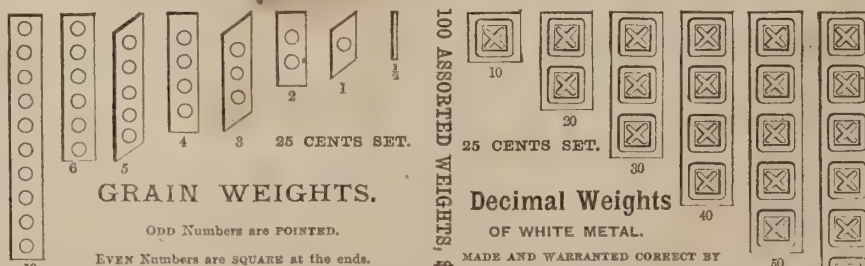 6
5
4
3
2
1
½
25 CENTS SET.
GRAIN WEIGHTS.
ODD Numbers are POINTED.
EVEN Numbers are SQUARE at the ends.
100 ASSORTED WEIGHTS,
10
20
30
40
50
25 CENTS SET.
Decimal Weights
OF WHITE METAL.
MADE AND WARRANTED CORRECT BY